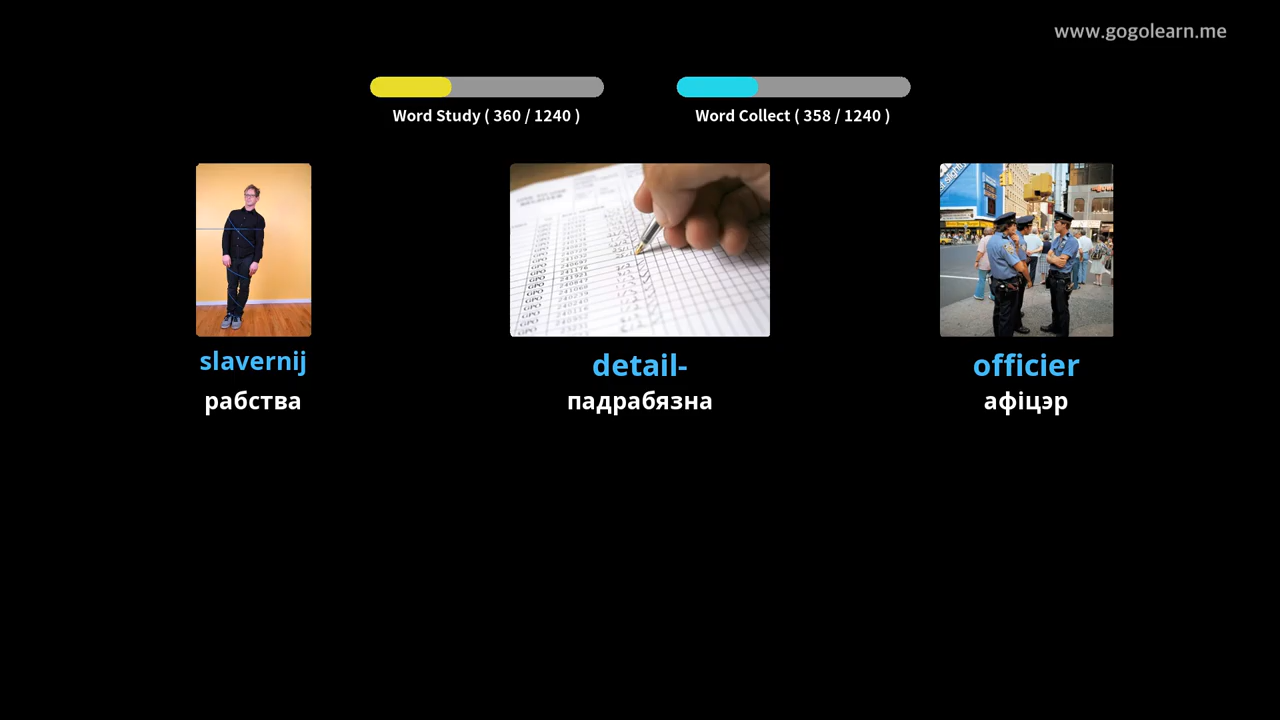 www.gogolearn.me
Word Study ( 360 / 1240 )
Word Collect ( 358 / 1240 )
slavernij
detail-
officier
рабства
падрабязна
афіцэр